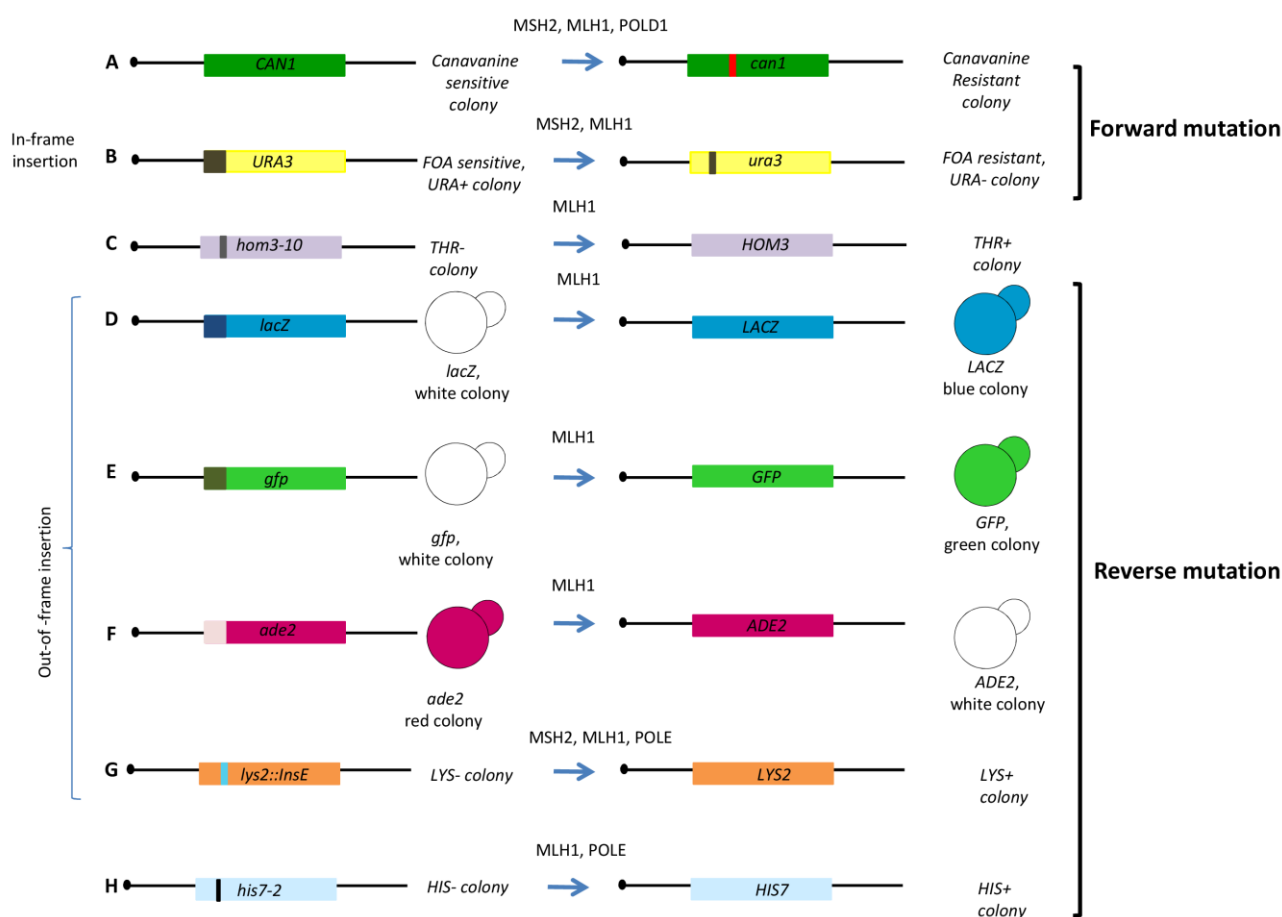 MSH2, MLH1, POLD1
A
CAN1
Canavanine
sensitive
colony
can1
Canavanine
Resistant
colony
Forward mutation
In-frame
insertion
B
URA3
FOA sensitive,
URA+ colony
MSH2, MLH1
ura3
FOA resistant,
URA- colony
C
hom3-10
THR-
colony
MLH1
HOM3
THR+
colony
D
lacZ
lacZ,
white colony
MLH1
LACZ
LACZ
blue colony
E
gfp
gfp,
white colony
MLH1
GFP
GFP,
green colony
Out-of -frame insertion
Reverse mutation
F
ade2
ade2
red colony
MLH1
ADE2
ADE2,
white colony
G
lys2::InsE
LYS- colony
MSH2, MLH1, POLE
LYS2
LYS+
colony
H
his7-2
HIS- colony
MLH1, POLE
HIS7
HIS+
colony